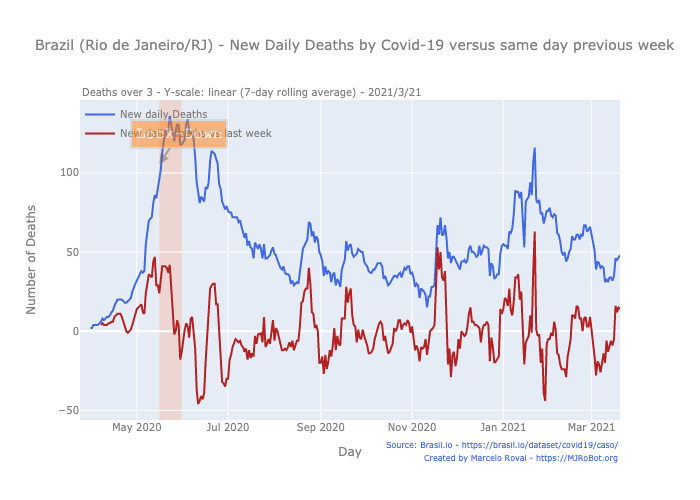 Brazil (Rio de Janeiro/RJ) - New Daily Deaths by Covid-19 versus same day previous week
Deaths over 3 - Y-scale: linear (7-day rolling average) - 2021/3/21
New daily Deaths
New last week
Number of Deaths
100
50
0
−50
May 2020
Jul 2020
Sep 2020
Nov 2020
Jan 2021
Mar 2021
Day
Source: Brasil.io - https://brasil.io/dataset/covid19/caso/
Created by Marcelo Rovai - https://MJRoBot.org